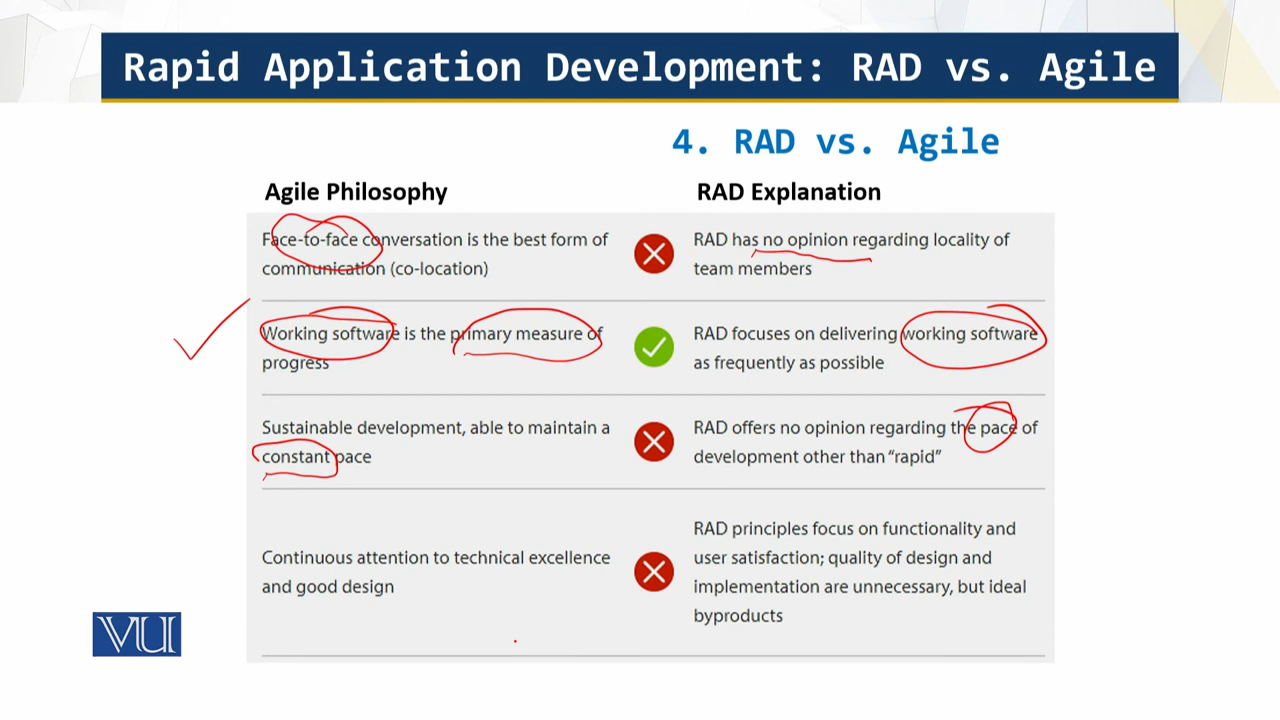 Rapid Application Development: RAD vs. Agile
4. RAD vs. Agile
Agile Philosophy
RAD Explanation
Face-to-face conversation is the best form of
communication (co-location)
RAD has no opinion regarding locality of
team members
Working software is the primary measure of
progress
RAD focuses on delivering working software
as frequently as possible
Sustainable development, able to maintain a
constant pace
RAD offers no opinion regarding the pace of
development other than “rapid”
Continuous attention to technical excellence
and good design
RAD principles focus on functionality and
user satisfaction; quality of design and
implementation are unnecessary, but ideal
byproducts
VU